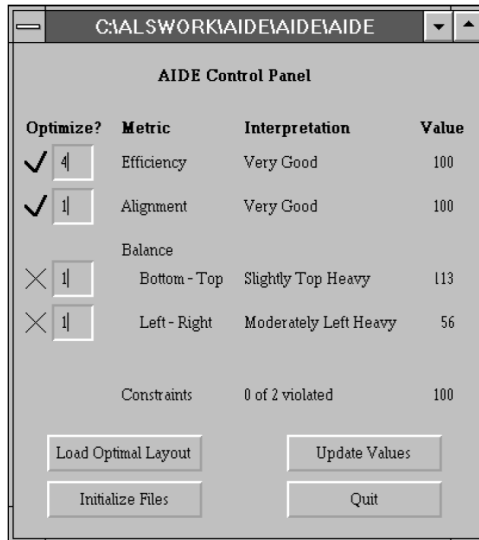 C:\ALSWORK\AIDE\AIDE\AIDE
AIDE Control Panel
Optimize? Metric Interpretation Value
4 Efficiency Very Good 100
1 Alignment Very Good 100
Balance
1 Bottom - Top Slightly Top Heavy 113
1 Left - Right Moderately Left Heavy 56
Constraints 0 of 2 violated 100
Load Optimal Layout Update Values
Initialize Files Quit